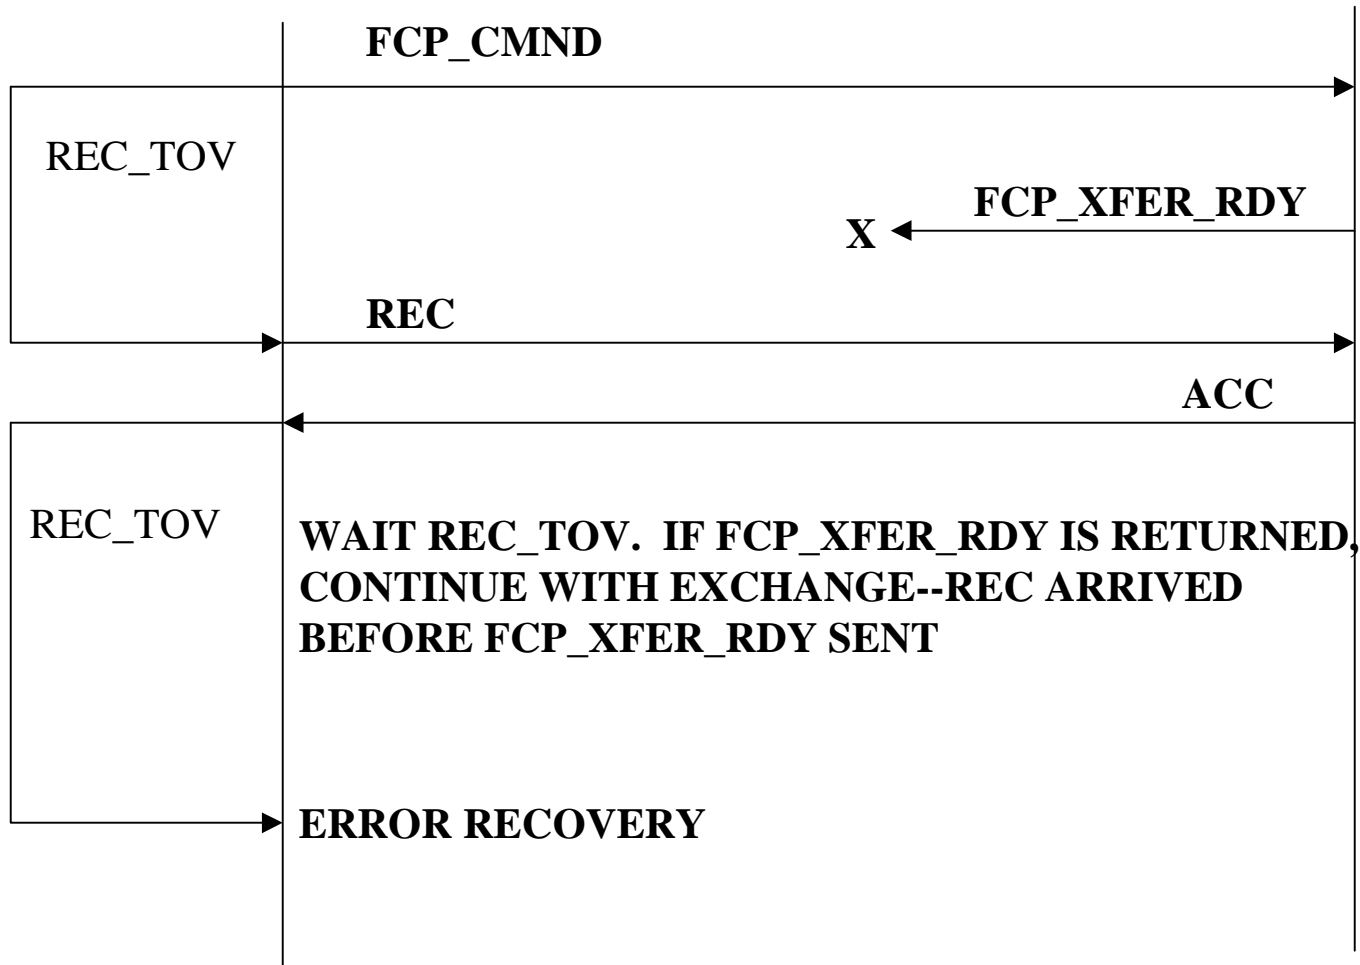 FCP_CMND
REC_TOV
FCP_XFER_RDY
X
REC
ACC
REC_TOV
WAIT REC_TOV.  IF FCP_XFER_RDY IS RETURNED,
CONTINUE WITH EXCHANGE--REC ARRIVED
BEFORE FCP_XFER_RDY SENT
ERROR RECOVERY